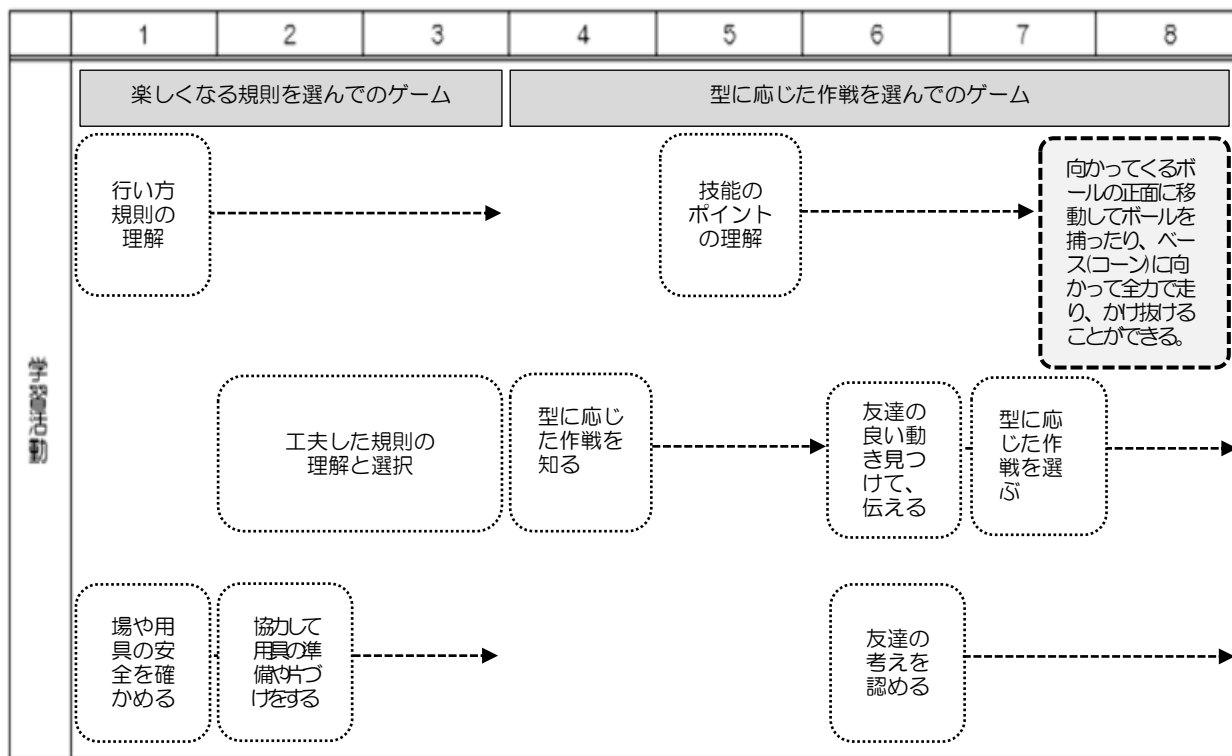 1 2 3 4 5 6 7 8
学習活動
楽しくなる規則を選んでのゲーム
型に応じた作戦を選んでのゲーム
行い方
規則の
理解
技能の
ポイント
の理解
向かってくるボ
ールの正面に移
動してボールを
捕ったり、ベー
ス(コーン)に向
かって全力で走
り、かけ抜ける
ことができる。
工夫した規則の
理解と選択
型に応じ
た作戦を
知る
友達の
良い動
き見つ
けて、
伝える
型に応
じた作
戦を選
ぶ
場や用
具の安
全を確
かめる
協力して
用具の準
備や片づ
けをする
友達の
考えを
認める